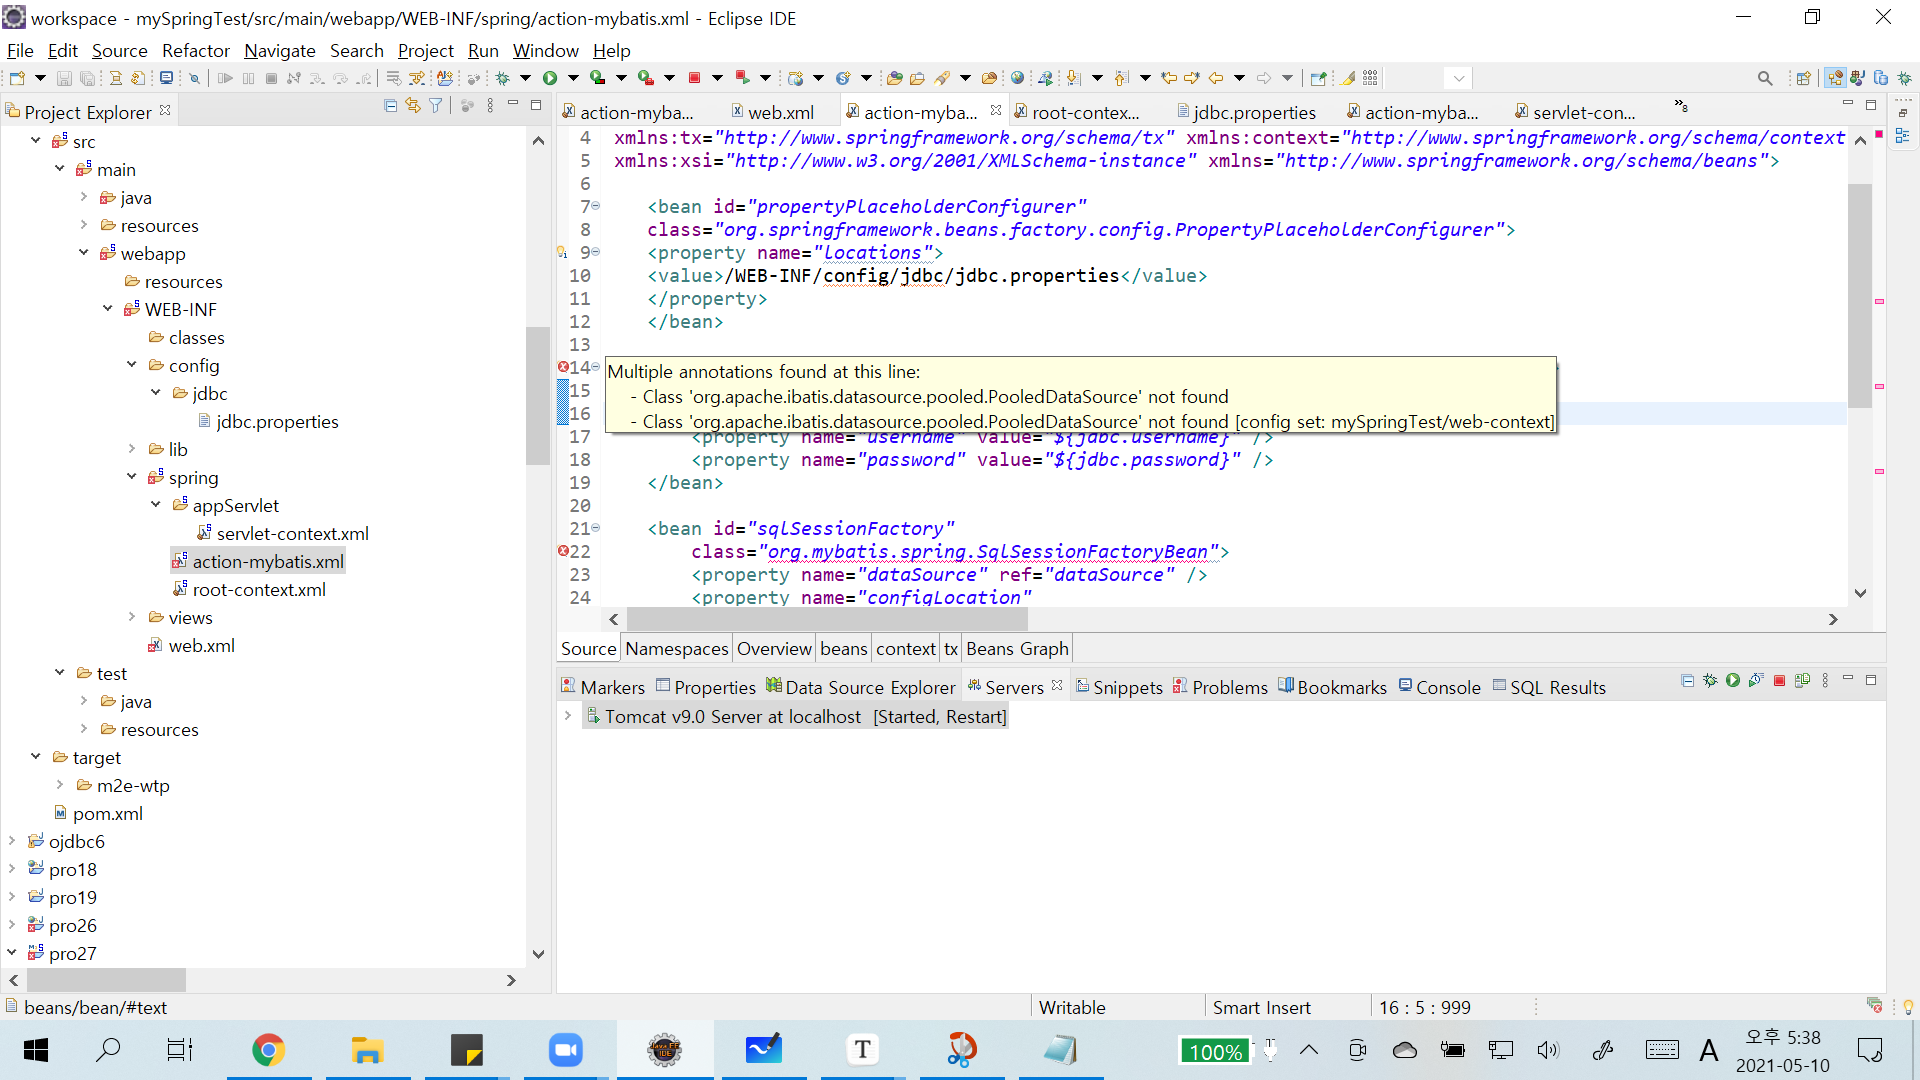 workspace - mySpringTest/src/main/webapp/WEB-INF/spring/action-mybatis.xml - Eclipse IDE
File Edit Source Refactor Navigate Search Project Run Window Help
Project Explorer
src
main
java
resources
webapp
resources
WEB-INF
classes
config
jdbc
jdbc.properties
lib
spring
appServlet
servlet-context.xml
action-mybatis.xml
root-context.xml
views
web.xml
test
java
resources
target
m2e-wtp
pom.xml
ojdbc6
pro18
pro19
pro26
pro27
action-myba... web.xml action-myba... root-contex... jdbc.properties action-myba... servlet-con... »8
4 xmlns:tx="http://www.springframework.org/schema/tx" xmlns:context="http://www.springframework.org/schema/context
5 xmlns:xsi="http://www.w3.org/2001/XMLSchema-instance" xmlns="http://www.springframework.org/schema/beans">
6
7 <bean id="propertyPlaceholderConfigurer"
8 class="org.springframework.beans.factory.config.PropertyPlaceholderConfigurer">
9 <property name="locations">
10 <value>/WEB-INF/config/jdbc/jdbc.properties</value>
11 </property>
12 </bean>
13
14
Multiple annotations found at this line:
15 - Class 'org.apache.ibatis.datasource.pooled.PooledDataSource' not found
16 - Class 'org.apache.ibatis.datasource.pooled.PooledDataSource' not found [config set: mySpringTest/web-context]
17 <property name="username" value="${jdbc.username}" />
18 <property name="password" value="${jdbc.password}" />
19 </bean>
20
21 <bean id="sqlSessionFactory"
22 class="org.mybatis.spring.SqlSessionFactoryBean">
23 <property name="dataSource" ref="dataSource" />
24 <property name="configLocation"
Source Namespaces Overview beans context tx Beans Graph
Markers Properties Data Source Explorer Servers Snippets Problems Bookmarks Console SQL Results
Tomcat v9.0 Server at localhost [Started, Restart]
beans/bean/#text
Writable Smart Insert 16 : 5 : 999
100%
A
오후 5:38
2021-05-10